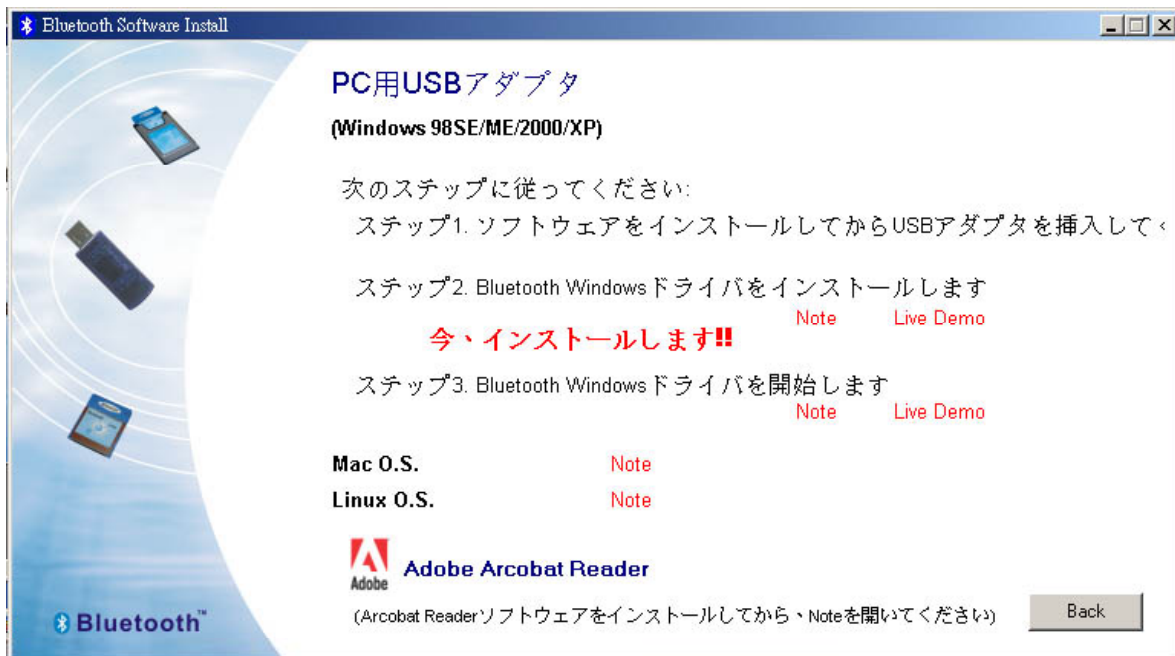 Bluetooth Software Install
PC用USBアダプタ
(Windows 98SE/ME/2000/XP)
次のステップに従ってください:
ステップ1. ソフトウェアをインストールしてからUSBアダプタを挿入してく
ステップ2. Bluetooth Windowsドライバをインストールします
Note Live Demo
今、インストールします!!
ステップ3. Bluetooth Windowsドライバを開始します
Note Live Demo
Mac O.S. Note
Linux O.S. Note
Adobe
Adobe Arcobat Reader
(Arcobat Readerソフトウェアをインストールしてから、Noteを開いてください)
Back
Bluetooth™